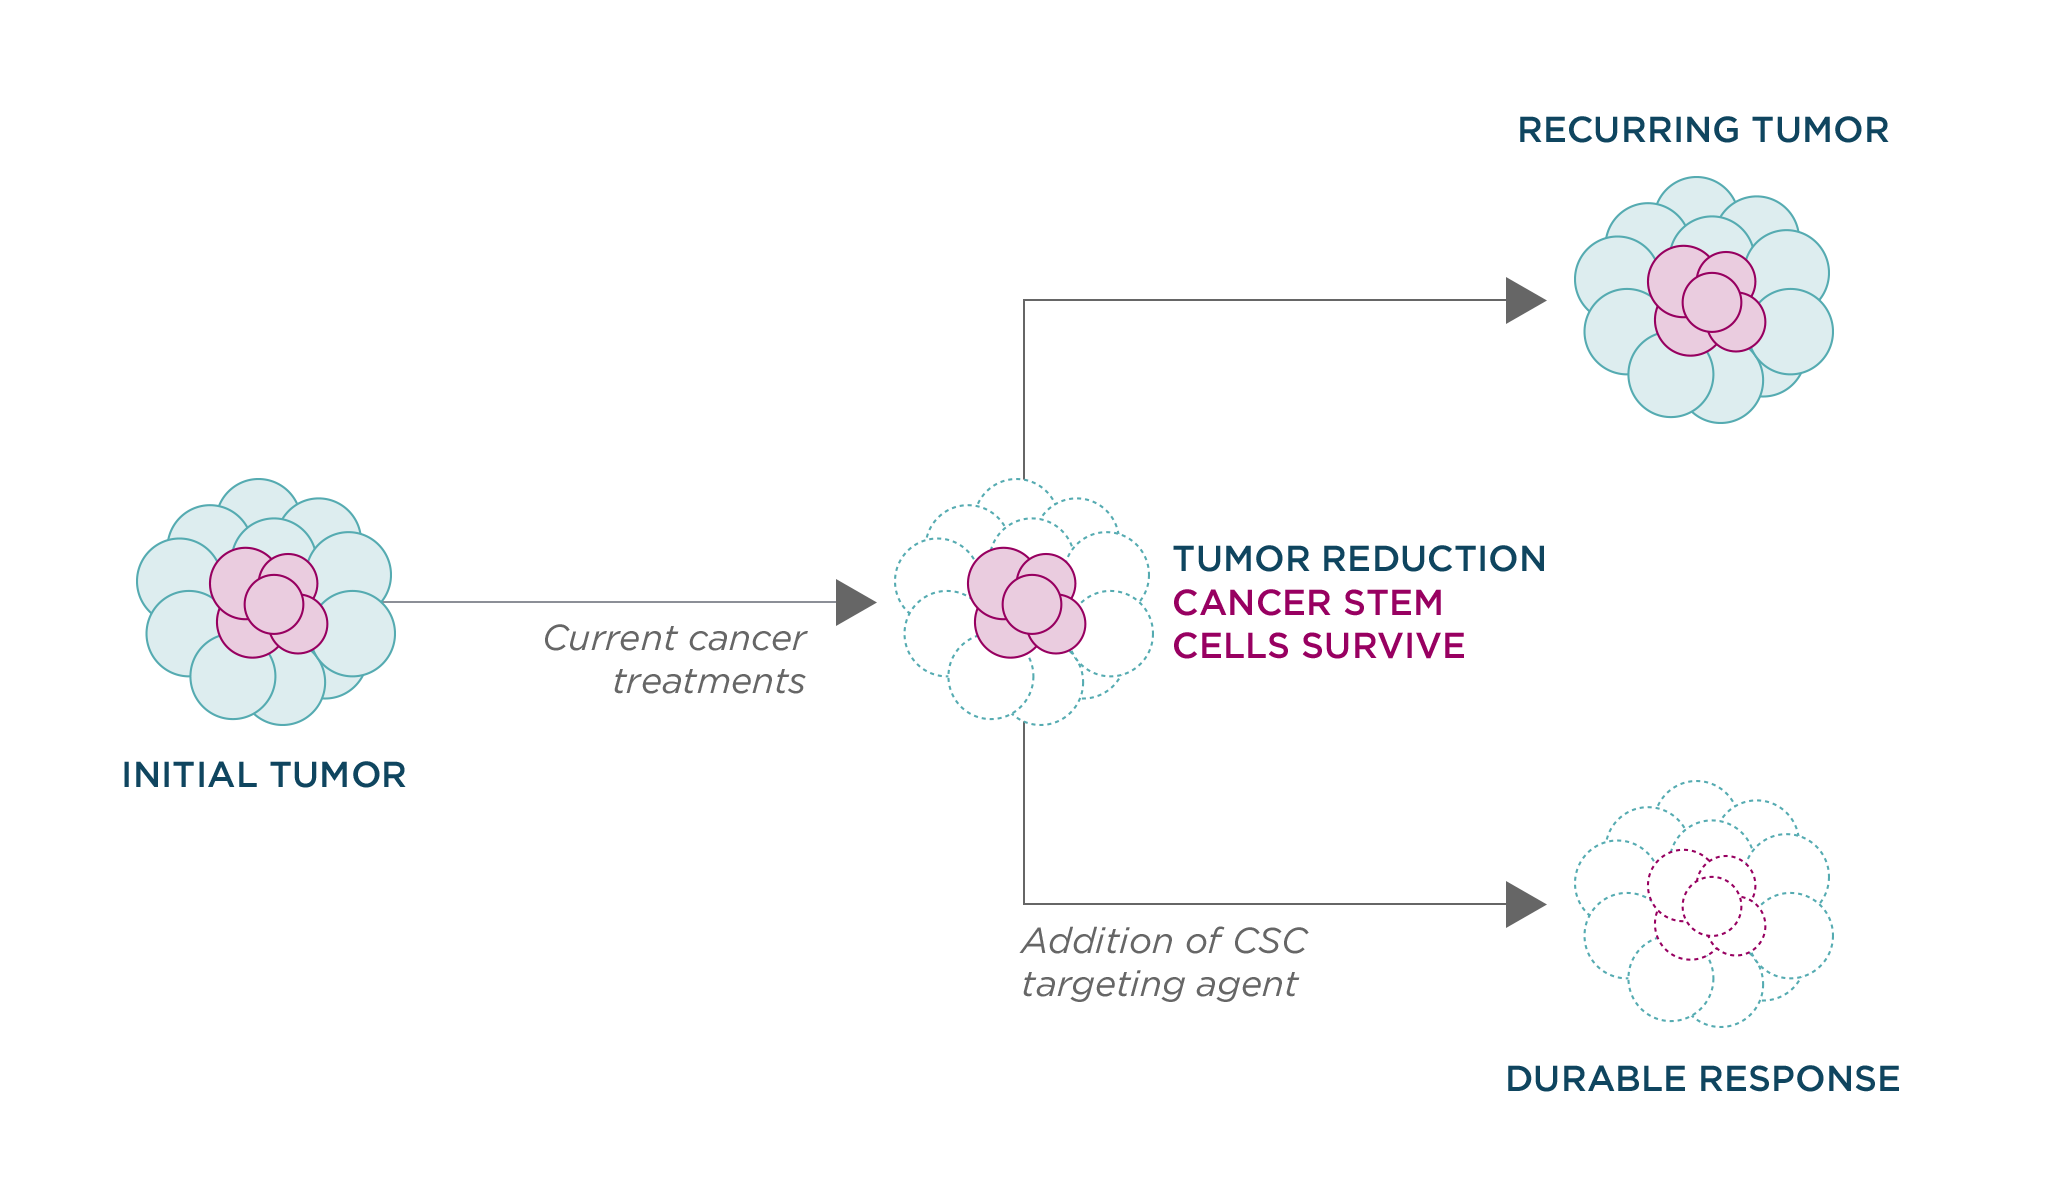 RECURRING TUMOR
TUMOR REDUCTION
CANCER STEM
CELLS SURVIVE
Current cancer
treatments
INITIAL TUMOR
Addition of CSC
targeting agent
DURABLE RESPONSE